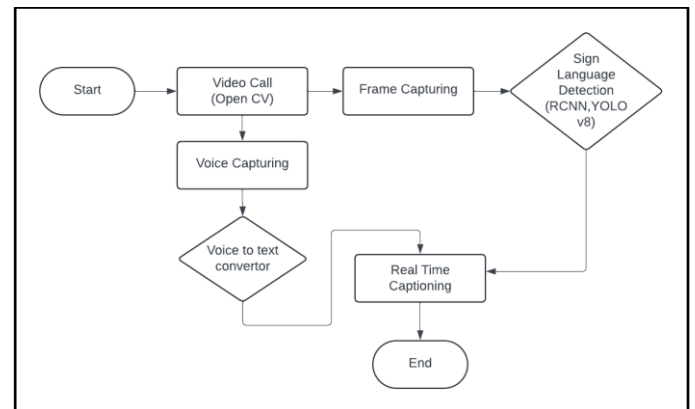 Start
Video Call
(Open CV)
Frame Capturing
Sign
Language
Detection
(RCNN,YOLO
v8)
Voice Capturing
Voice to text
convertor
Real Time
Captioning
End